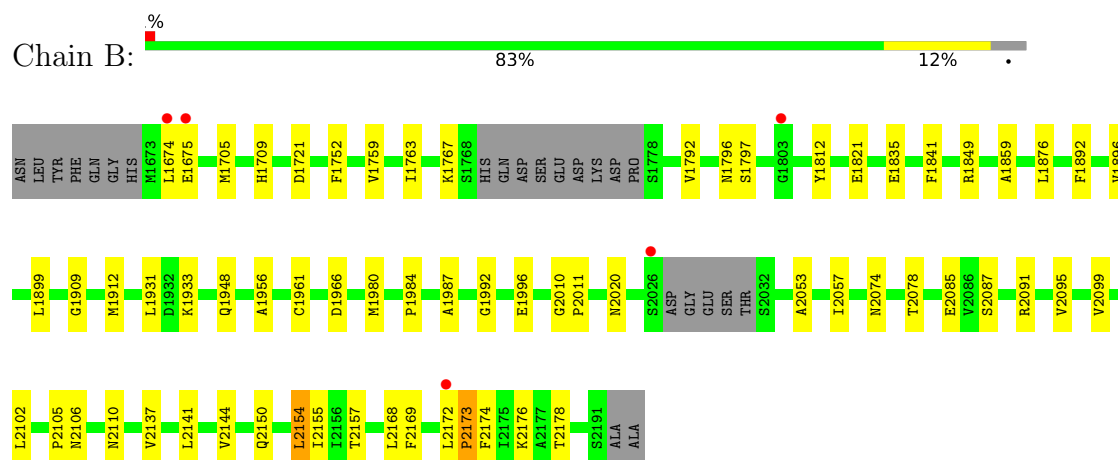 %
Chain B:
83% 12% •
ASN LEU TYR PHE GLN GLY HIS M1673 L1674 E1675 M1705 H1709 D1721 F1752 V1759 I1763 K1767 S1768 HIS GLN ASP SER GLU ASP LYS ASP PRO S1778 V1792 N1796 S1797 G1803 Y1812 E1821 E1835 F1841 R1849 A1859 L1876 F1892 V1896
L1899 G1909 M1912 L1931 D1932 K1933 Q1948 A1956 C1961 D1966 M1980 P1984 A1987 G1992 E1996 G2010 P2011 N2020 S2026 ASP GLY GLU SER THR S2032 A2053 I2057 N2074 T2078 E2085 V2086 S2087 R2091 V2095 V2099
L2102 P2105 N2106 N2110 V2137 L2141 V2144 Q2150 L2154 I2155 I2156 T2157 L2168 F2169 L2172 P2173 F2174 I2175 K2176 A2177 T2178 S2191 ALA ALA